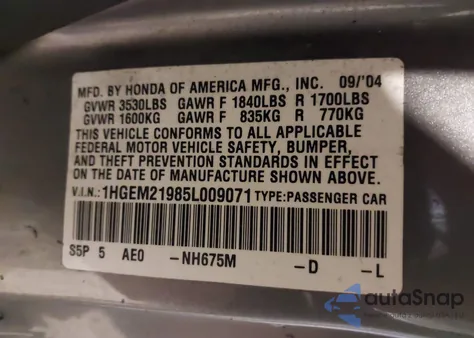 MFD. BY HONDA OF AMERICA MFG., INC. 09/'04
GVWR 3530LBS GAWR F 1840LBS R 1700LBS
GVWR 1600KG GAWR F 835KG R 770KG
THIS VEHICLE CONFORMS TO ALL APPLICABLE
FEDERAL MOTOR VEHICLE SAFETY, BUMPER,
AND THEFT PREVENTION STANDARDS IN EFFECT
ON THE DATE OF MANUFACTURE SHOWN ABOVE.
V.I.N.: 1HGEM21985L009071 TYPE:PASSENGER CAR
S5P 5 AE0 -NH675M -D -L
autoSnap